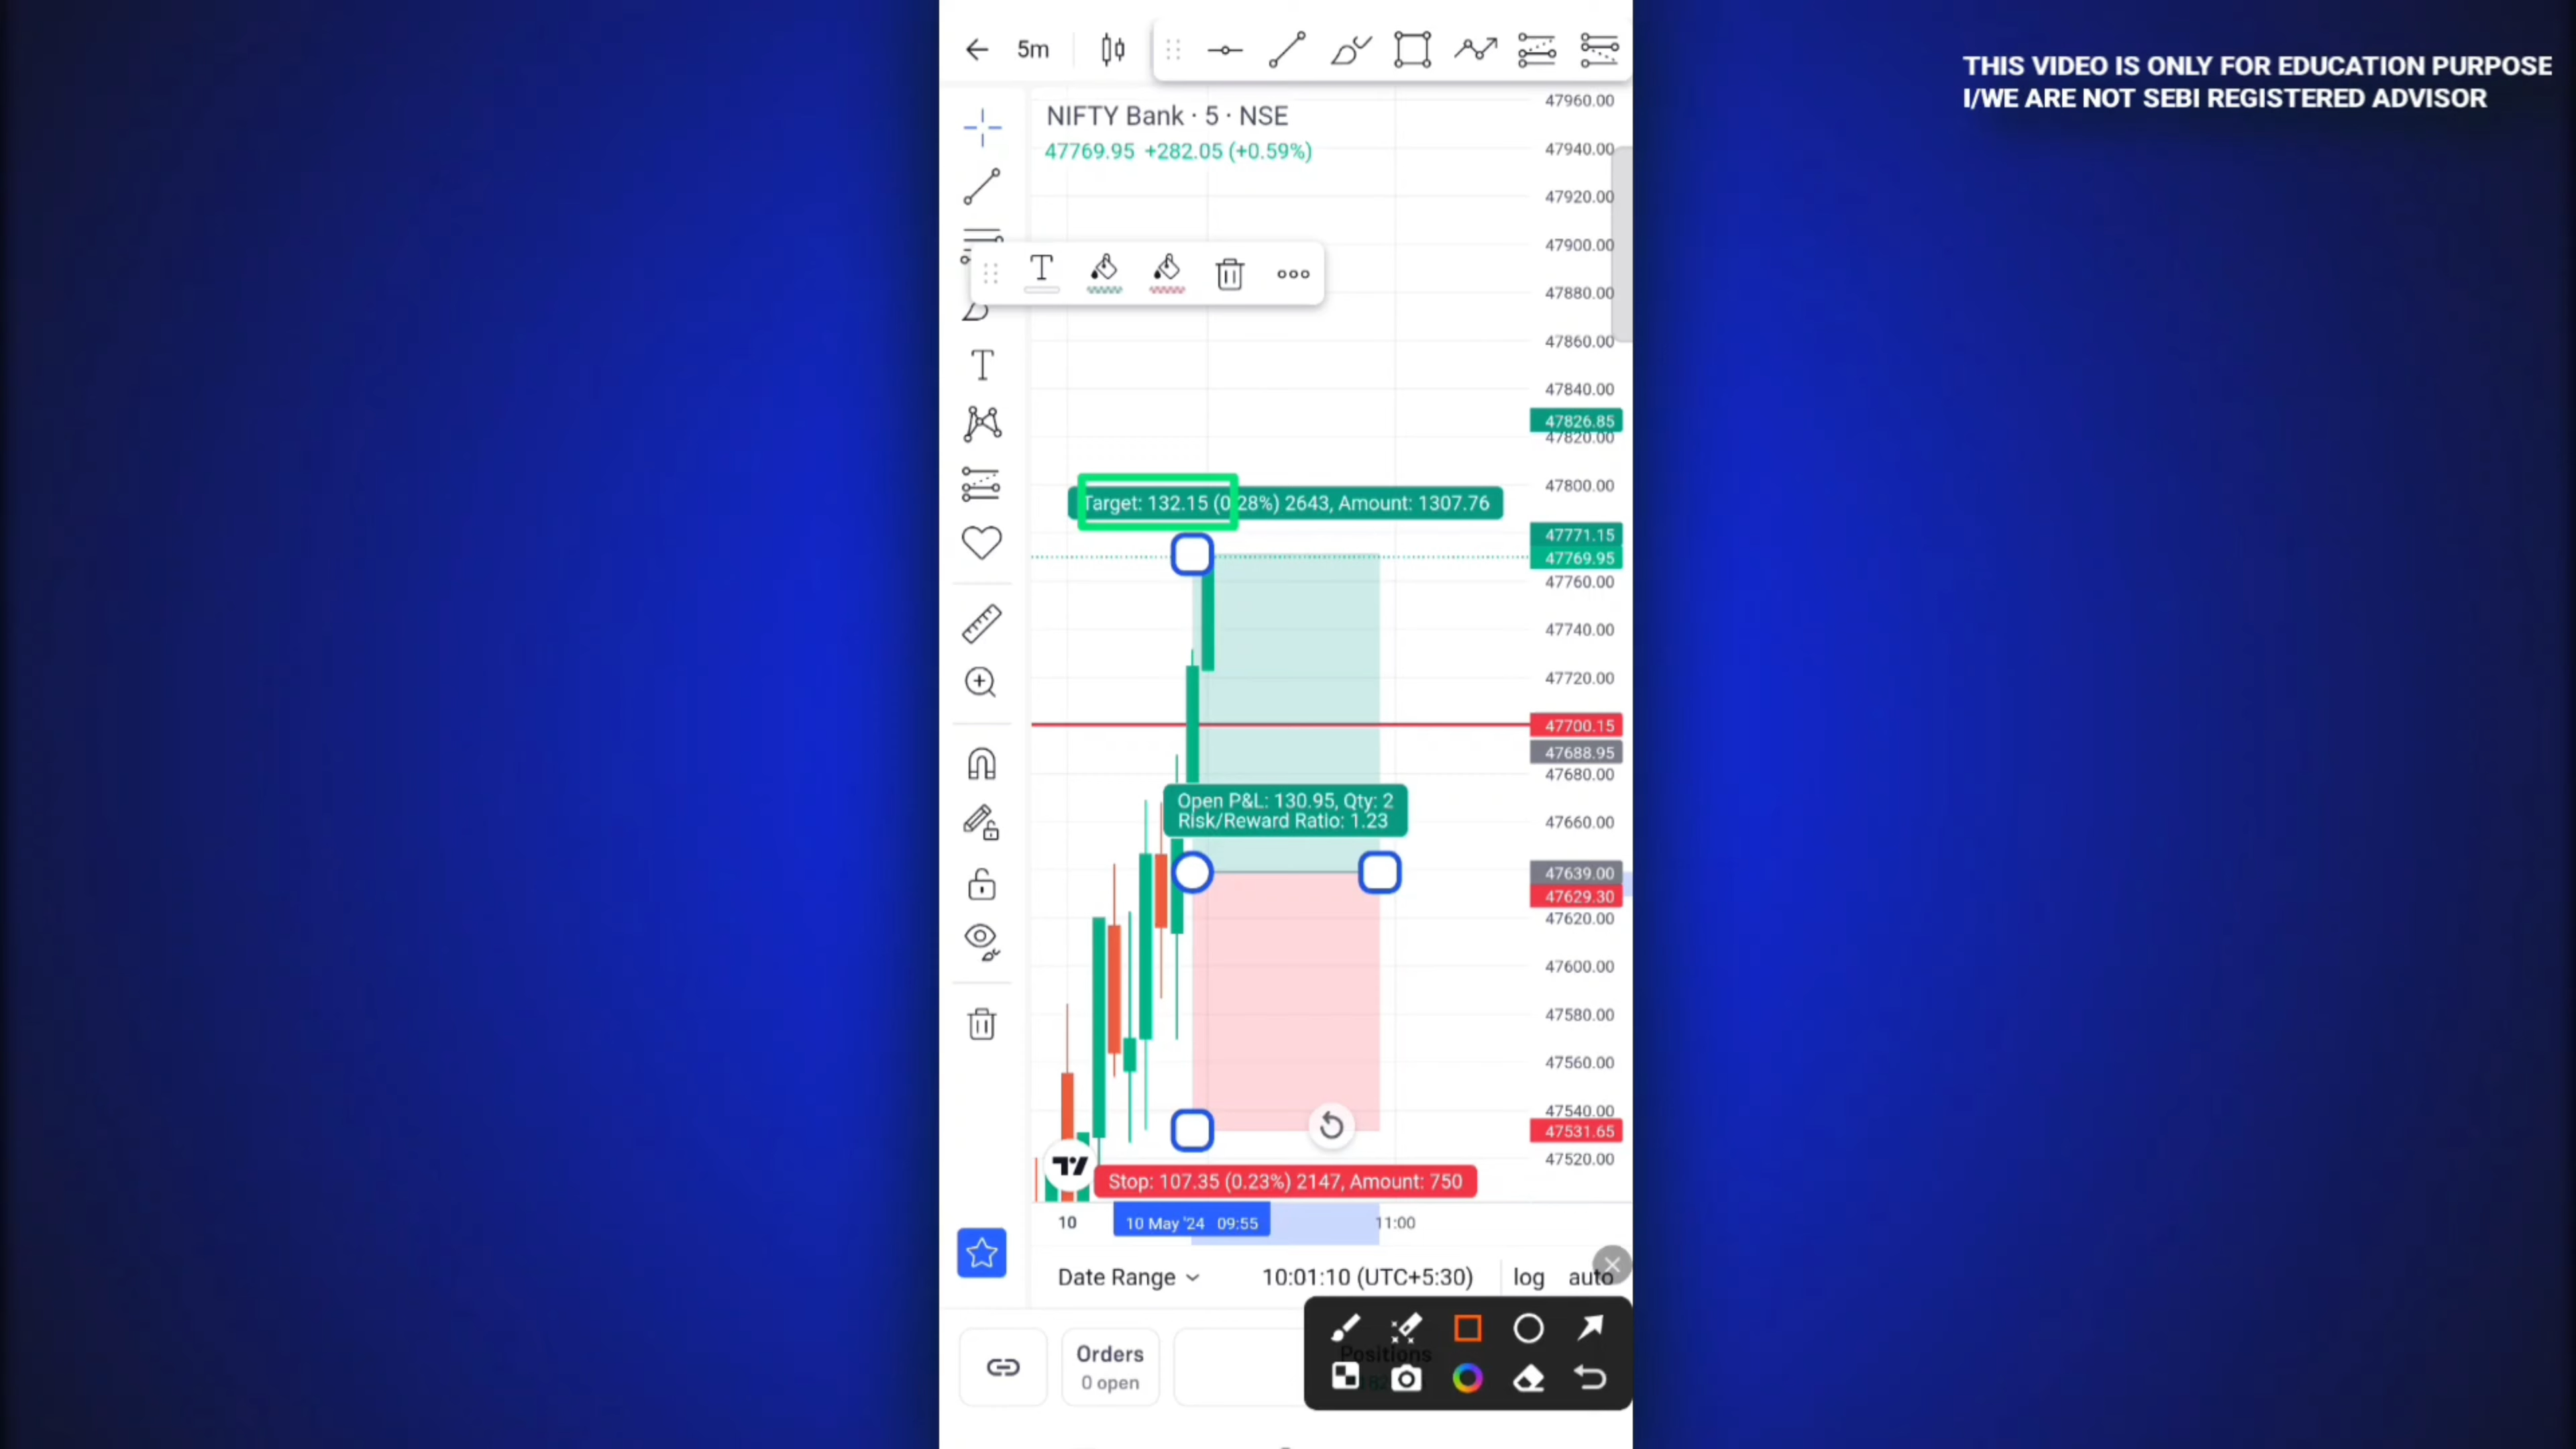 THIS VIDEO IS ONLY FOR EDUCATION PURPOSE
I/WE ARE NOT SEBI REGISTERED ADVISOR
5m
NIFTY Bank · 5 · NSE
47769.95 +282.05 (+0.59%)
47960.00
47940.00
47920.00
47900.00
47880.00
47860.00
47840.00
47826.85
47820.00
47800.00
Target: 132.15 (0.28%) 2643, Amount: 1307.76
47771.15
47769.95
47760.00
47740.00
47720.00
47700.15
47688.95
47680.00
Open P&L: 130.95, Qty: 2
Risk/Reward Ratio: 1.23
47660.00
47639.00
47629.30
47620.00
47600.00
47580.00
47560.00
47540.00
47531.65
47520.00
Stop: 107.35 (0.23%) 2147, Amount: 750
10
10 May '24 09:55
11:00
Date Range
10:01:10 (UTC+5:30)
log
auto
Orders
0 open
Positions